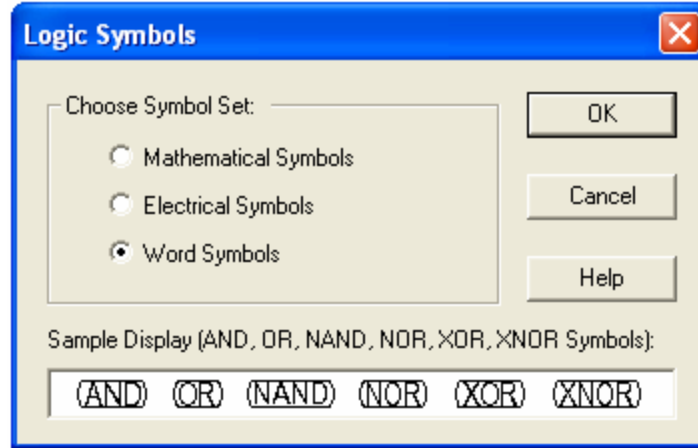 Logic Symbols
Choose Symbol Set:
Mathematical Symbols
Electrical Symbols
Word Symbols
OK
Cancel
Help
Sample Display (AND, OR, NAND, NOR, XOR, XNOR Symbols):
(AND) (OR) (NAND) (NOR) (XOR) (XNOR)